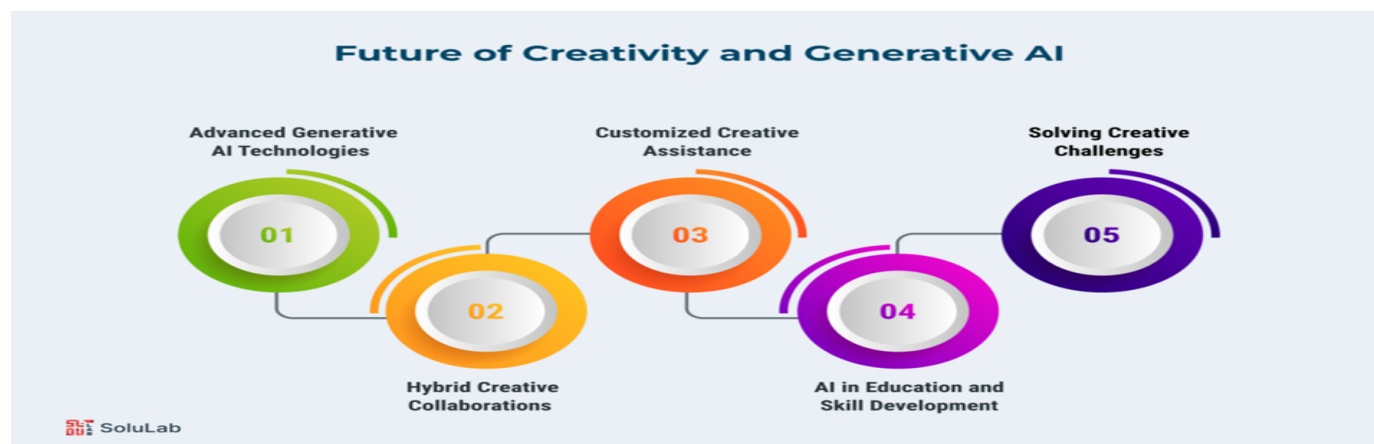 Future of Creativity and Generative AI
Advanced Generative
AI Technologies
01
Hybrid Creative
Collaborations
02
Customized Creative
Assistance
03
AI in Education and
Skill Development
04
Solving Creative
Challenges
05
SoluLab